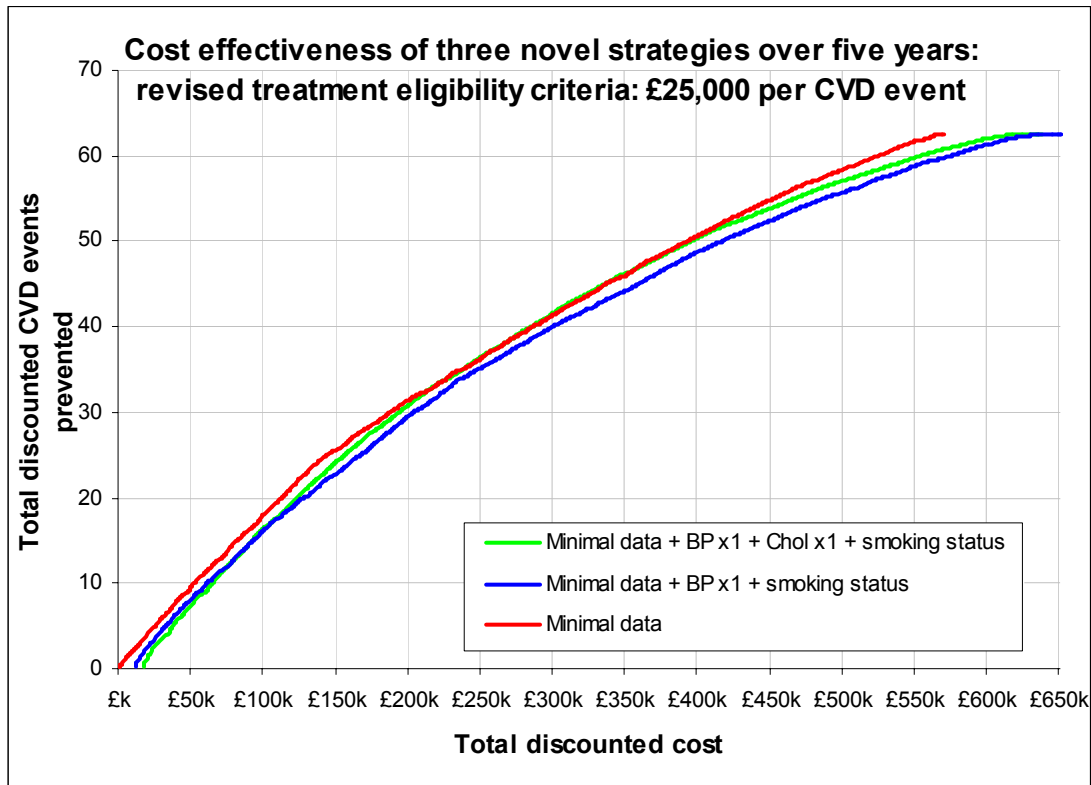 Cost effectiveness of three novel strategies over five years:
revised treatment eligibility criteria: £25,000 per CVD event
Total discounted CVD events
prevented
70
60
50
40
30
20
10
0
Minimal data + BP x1 + Chol x1 + smoking status
Minimal data + BP x1 + smoking status
Minimal data
£k £50k £100k £150k £200k £250k £300k £350k £400k £450k £500k £550k £600k £650k
Total discounted cost